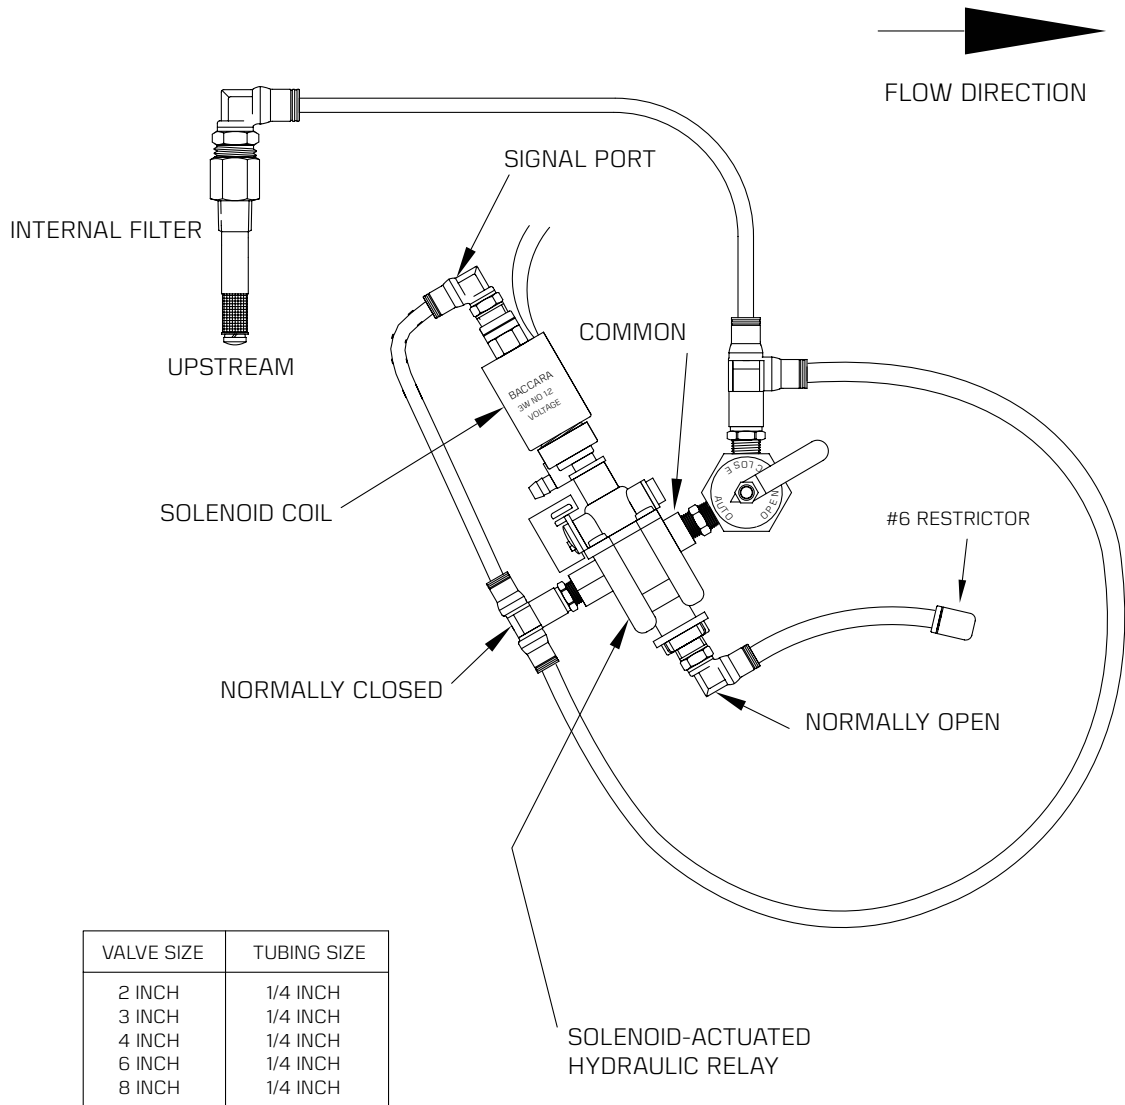 FLOW DIRECTION
SIGNAL PORT
INTERNAL FILTER
COMMON
UPSTREAM
BACCARA
3W NO 1.2
VOLTAGE
CLOSE
AUTO
OPEN
SOLENOID COIL
#6 RESTRICTOR
NORMALLY CLOSED
NORMALLY OPEN
VALVE SIZE TUBING SIZE
2 INCH 1/4 INCH
3 INCH 1/4 INCH
4 INCH 1/4 INCH
6 INCH 1/4 INCH
8 INCH 1/4 INCH
SOLENOID-ACTUATED
HYDRAULIC RELAY